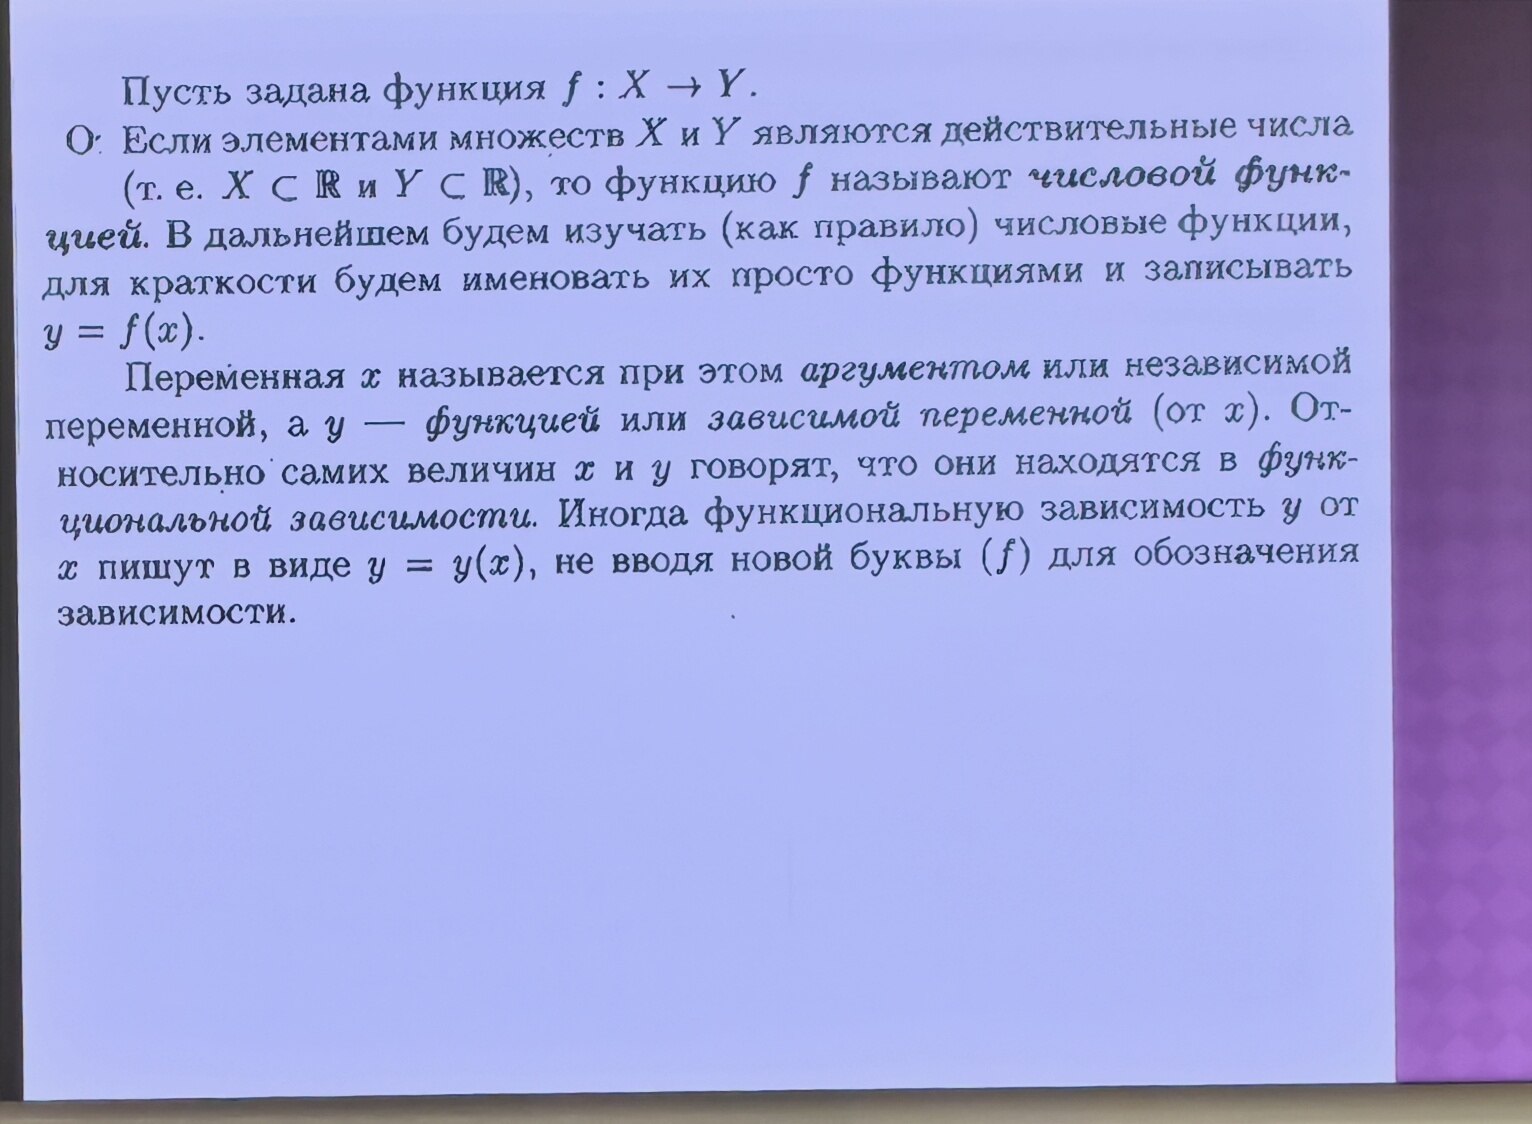 Пусть задана функция f : X → Y.
О: Если элементами множеств X и Y являются действительные числа
(т. е. X ⊂ ℝ и Y ⊂ ℝ), то функцию f называют числовой функ-
цией. В дальнейшем будем изучать (как правило) числовые функции,
для краткости будем именовать их просто функциями и записывать
y = f(x).
Переменная x называется при этом аргументом или независимой
переменной, а y — функцией или зависимой переменной (от x). От-
носительно самих величин x и y говорят, что они находятся в функ-
циональной зависимости. Иногда функциональную зависимость y от
x пишут в виде y = y(x), не вводя новой буквы (f) для обозначения
зависимости.